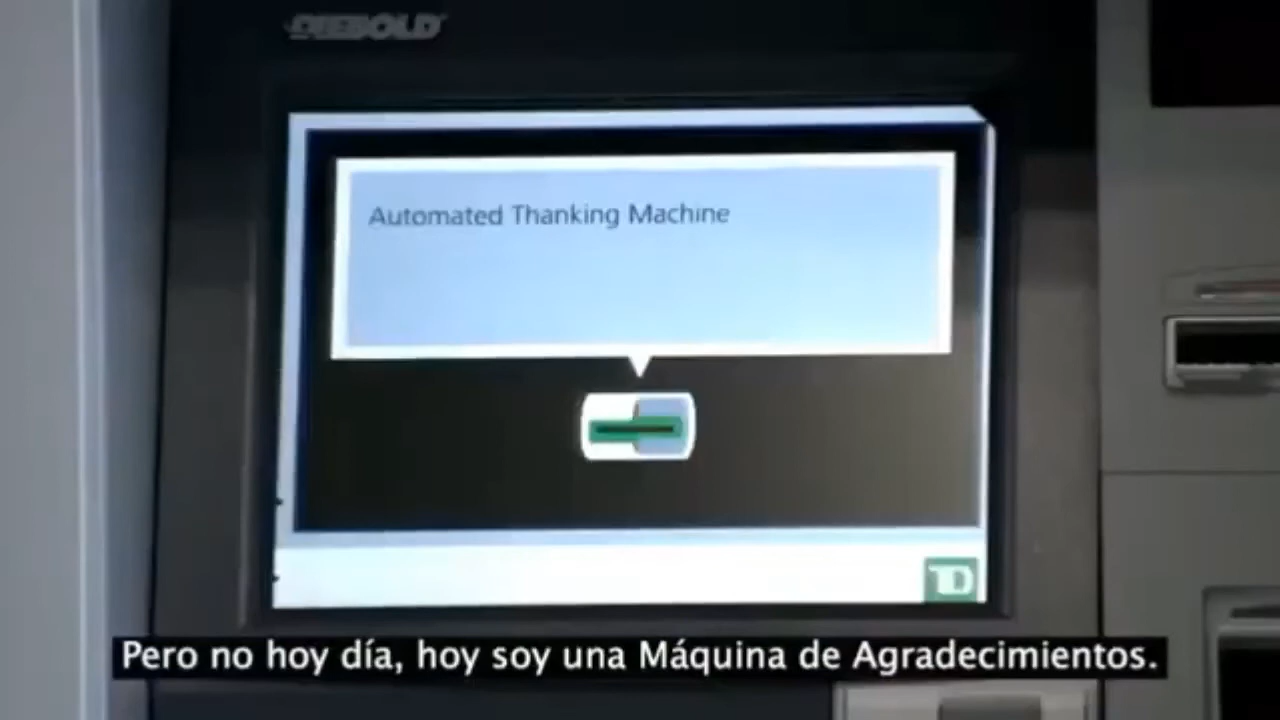 DIEBOLD
Automated Thanking Machine
TD
Pero no hoy día, hoy soy una Máquina de Agradecimientos.